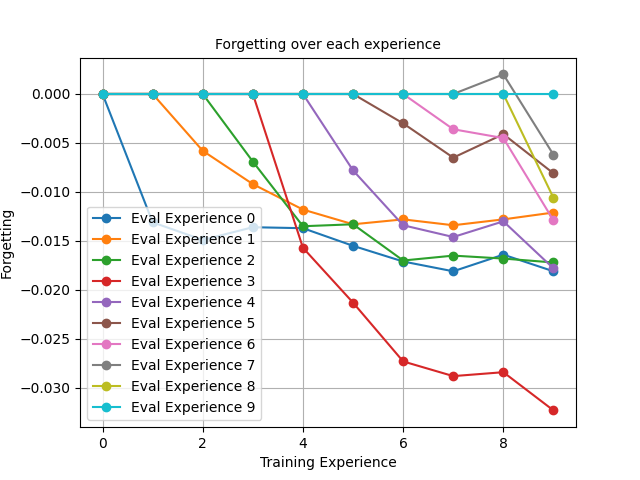 Forgetting over each experience
0.000
−0.005
−0.010
−0.015
−0.020
−0.025
−0.030
Forgetting
Eval Experience 0
Eval Experience 1
Eval Experience 2
Eval Experience 3
Eval Experience 4
Eval Experience 5
Eval Experience 6
Eval Experience 7
Eval Experience 8
Eval Experience 9
0 2 4 6 8
Training Experience